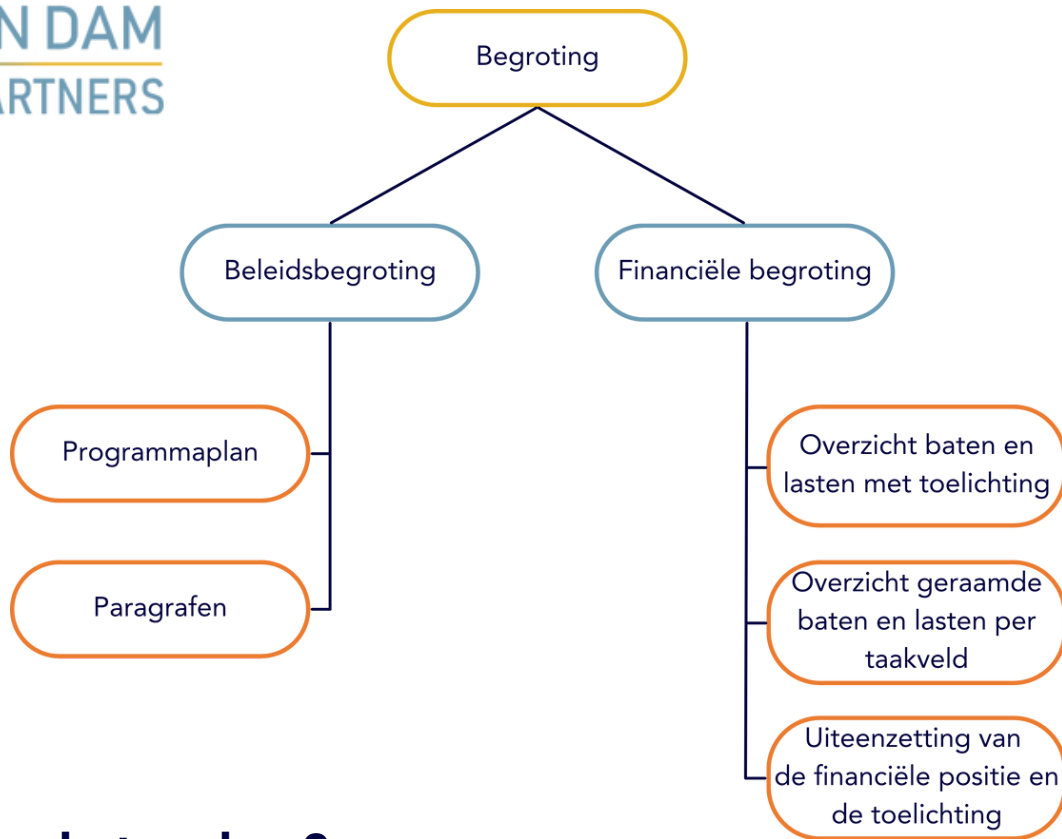 N DAM
ARTNERS
Begroting
Beleidsbegroting
Financiële begroting
Programmaplan
Paragrafen
Overzicht baten en
lasten met toelichting
Overzicht geraamde
baten en lasten per
taakveld
Uiteenzetting van
de financiële positie en
de toelichting